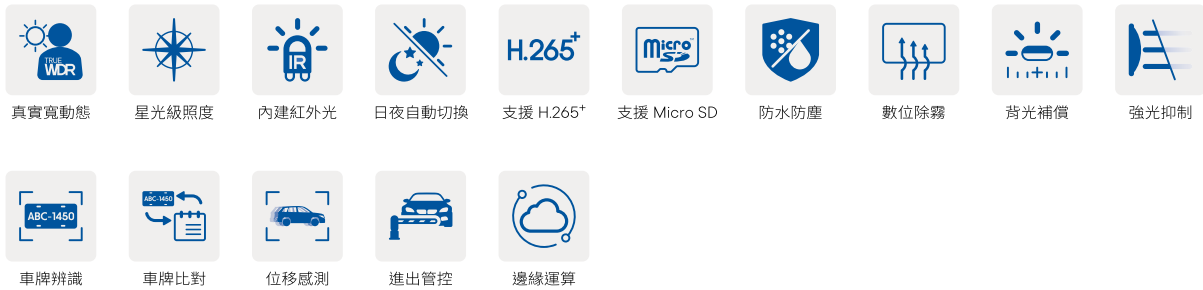 TRUE
WDR
IR
H.265+
Micro
SD
真實寬動態
星光級照度
內建紅外光
日夜自動切換
支援 H.265+
支援 Micro SD
防水防塵
數位除霧
背光補償
強光抑制
ABC-1450
ABC-1450
車牌辨識
車牌比對
位移感測
進出管控
邊緣運算